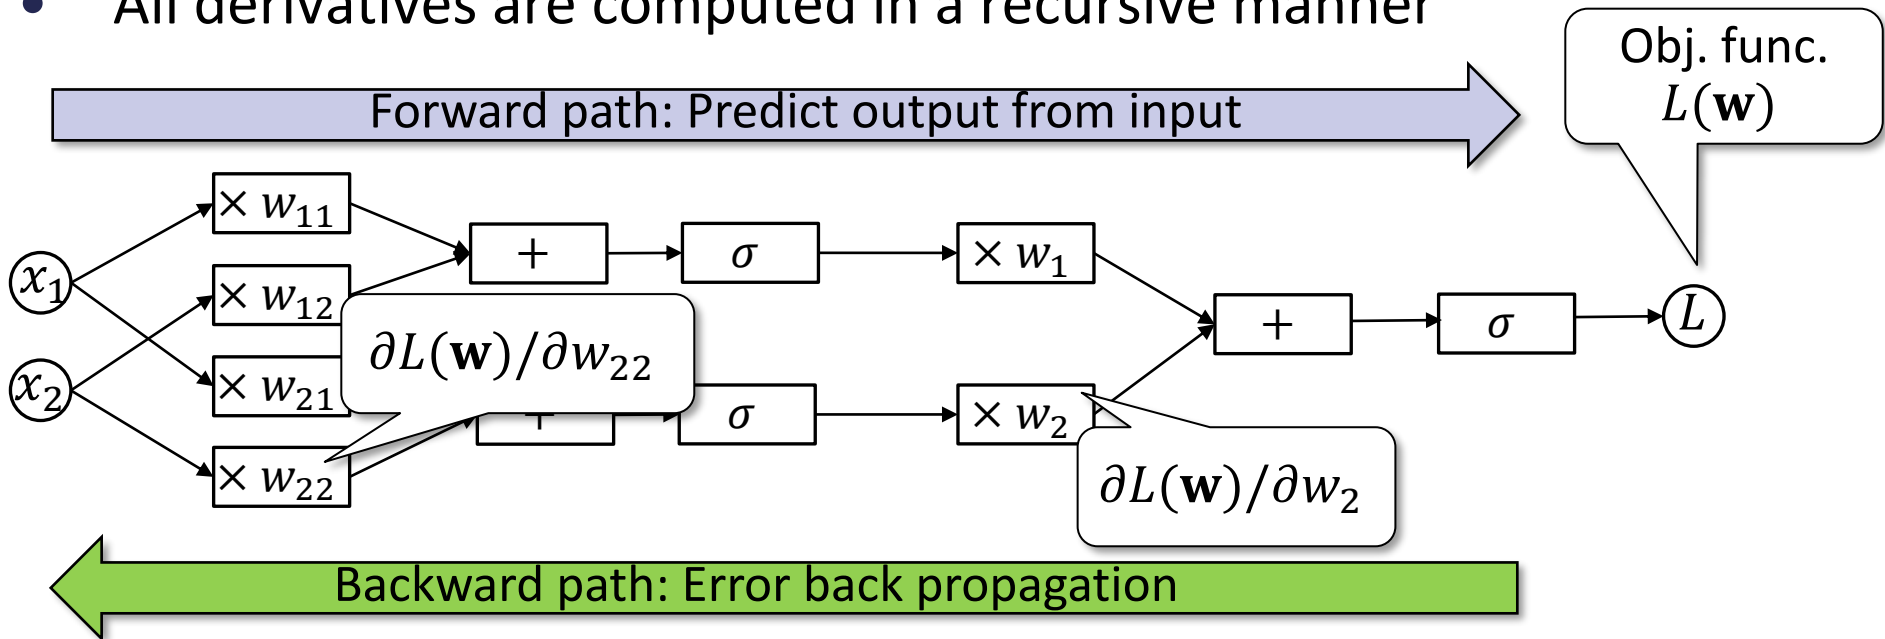 • All derivatives are computed in a recursive manner
Obj. func.
L(𝐰)
Forward path: Predict output from input
x₁
x₂
× w₁₁
× w₁₂
× w₂₁
× w₂₂
+
σ
× w₁
∂L(𝐰)/∂w₂₂
+
σ
× w₂
∂L(𝐰)/∂w₂
+
σ
L
Backward path: Error back propagation